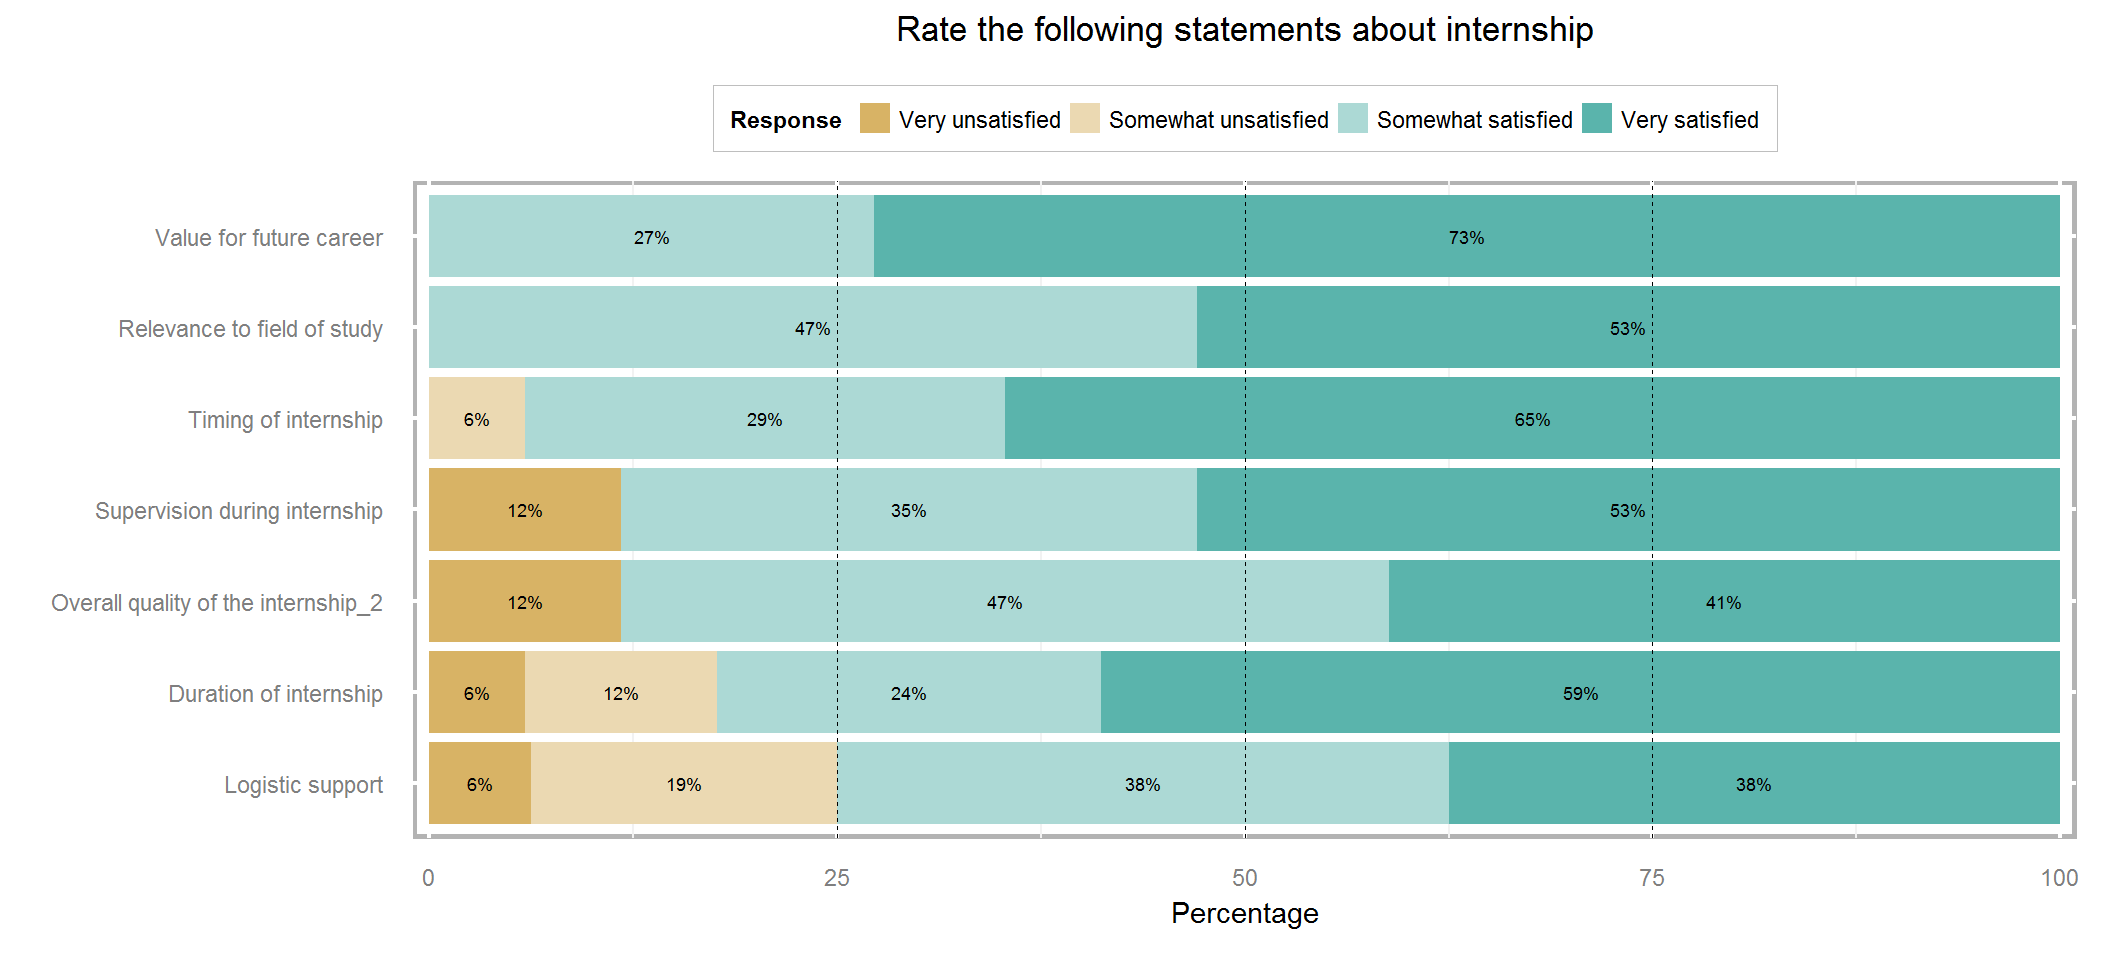 Rate the following statements about internship
Response Very unsatisfied Somewhat unsatisfied Somewhat satisfied Very satisfied
Value for future career 27% 73%
Relevance to field of study 47% 53%
Timing of internship 6% 29% 65%
Supervision during internship 12% 35% 53%
Overall quality of the internship_2 12% 47% 41%
Duration of internship 6% 12% 24% 59%
Logistic support 6% 19% 38% 38%
0 25 50 75 100
Percentage